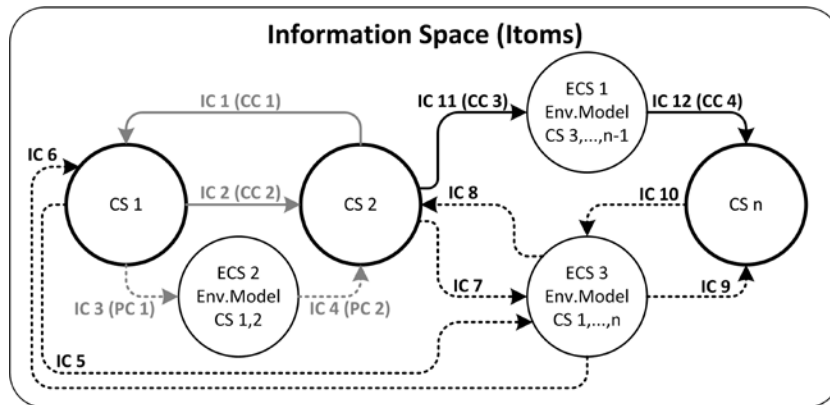 Information Space (Itoms)
IC 1 (CC 1)
IC 11 (CC 3)
ECS 1
Env.Model
CS 3,...,n-1
IC 12 (CC 4)
IC 6
CS 1
IC 2 (CC 2)
CS 2
IC 8
IC 10
CS n
IC 3 (PC 1)
ECS 2
Env.Model
CS 1,2
IC 4 (PC 2)
IC 7
ECS 3
Env.Model
CS 1,...,n
IC 9
IC 5